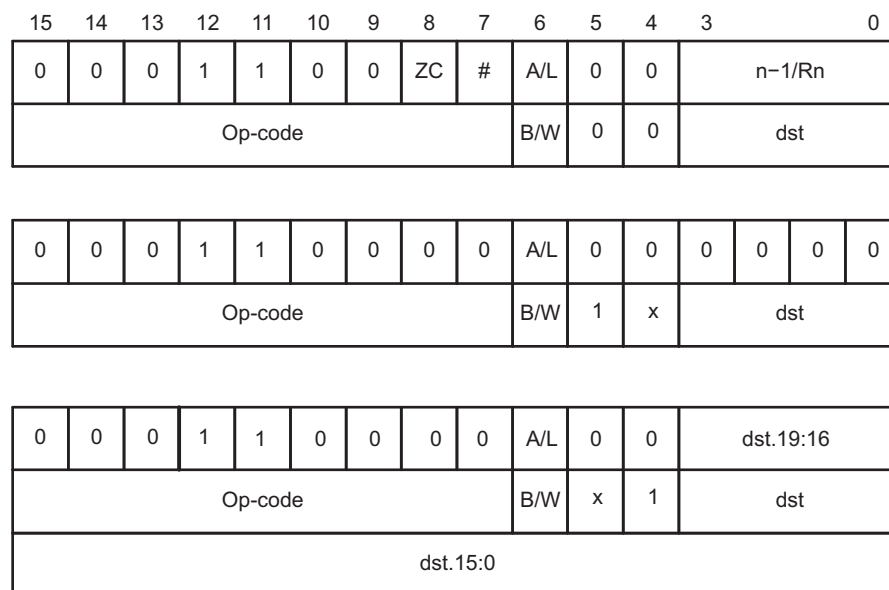 15 14 13 12 11 10 9 8 7 6 5 4 3 0
0 0 0 1 1 0 0 ZC # A/L 0 0 n−1/Rn
Op-code B/W 0 0 dst
0 0 0 1 1 0 0 0 0 A/L 0 0 0 0 0 0
Op-code B/W 1 x dst
0 0 0 1 1 0 0 0 0 A/L 0 0 dst.19:16
Op-code B/W x 1 dst
dst.15:0